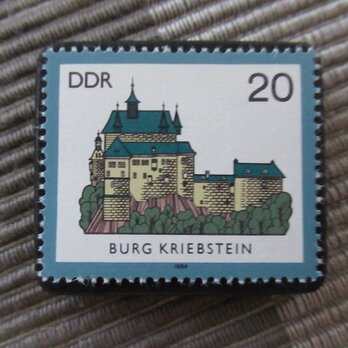 DDR 20
BURG KRIEBSTEIN
1984